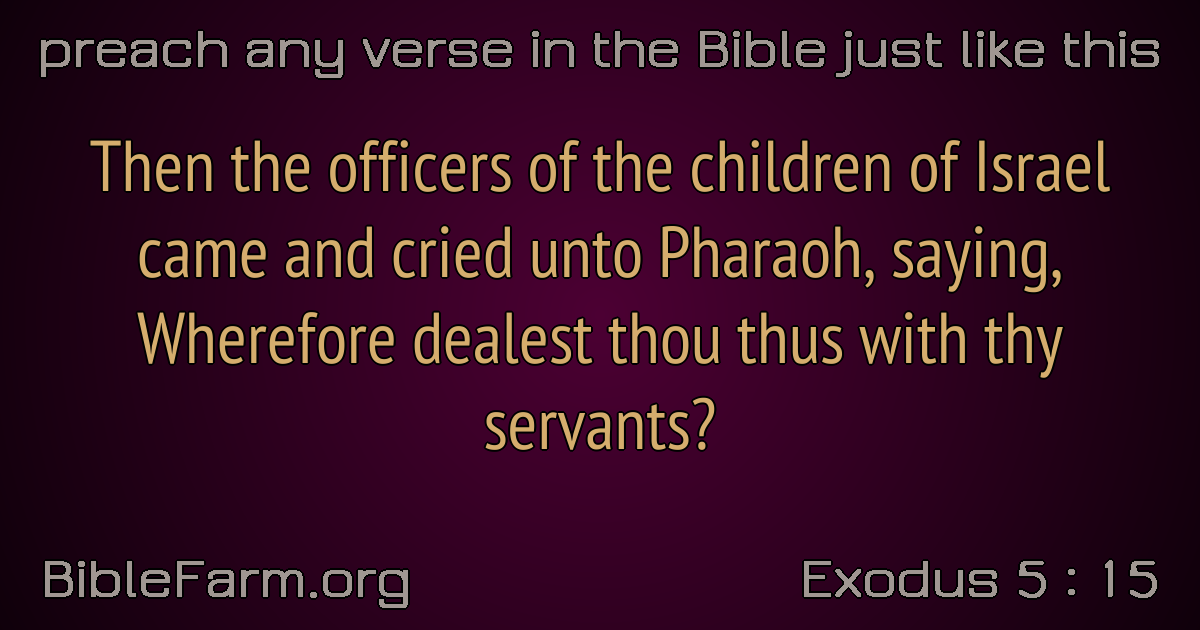 preach any verse in the Bible just like this
Then the officers of the children of Israel
came and cried unto Pharaoh, saying,
Wherefore dealest thou thus with thy
servants?
BibleFarm.org
Exodus 5 : 15